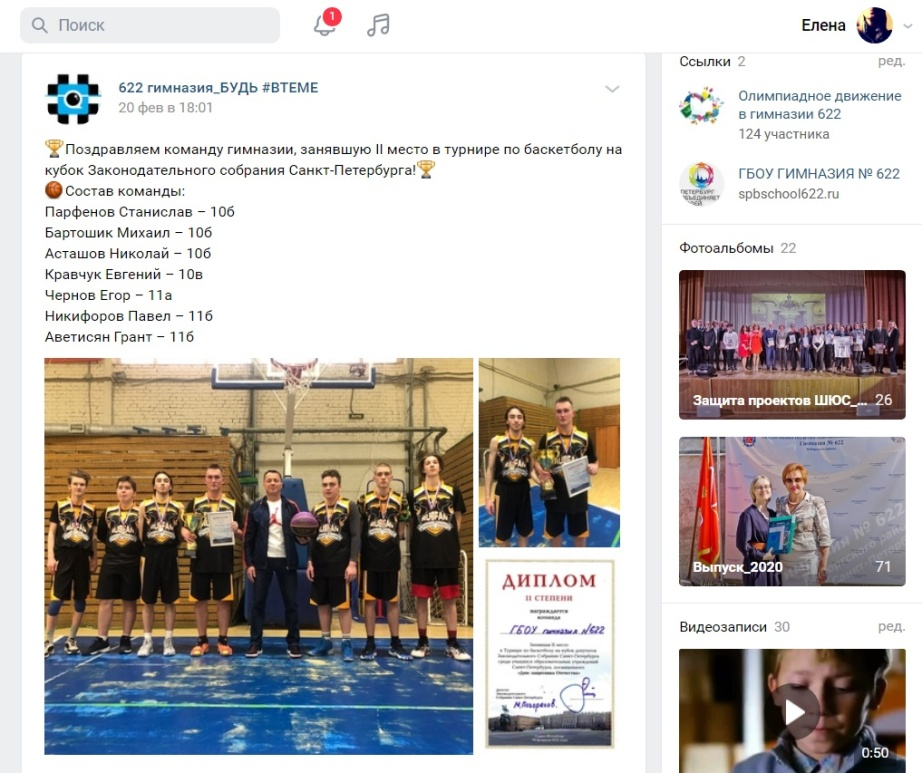 Поиск
1
Елена
622 гимназия_БУДЬ #ВТЕМЕ
20 фев в 18:01
Поздравляем команду гимназии, занявшую II место в турнире по баскетболу на
кубок Законодательного собрания Санкт-Петербурга!
Состав команды:
Парфенов Станислав – 10б
Бартошик Михаил – 10б
Асташов Николай – 10б
Кравчук Евгений – 10в
Чернов Егор – 11а
Никифоров Павел – 11б
Аветисян Грант – 11б
ДИПЛОМ
II СТЕПЕНИ
награждается
команда
ГБОУ гимназия №622
Ссылки 2
ред.
Олимпиадное движение
в гимназии 622
124 участника
ГБОУ ГИМНАЗИЯ № 622
spbschool622.ru
Фотоальбомы 22
Защита проектов ШЮС_... 26
Выпуск_2020 71
Видеозаписи 30
ред.
0:50